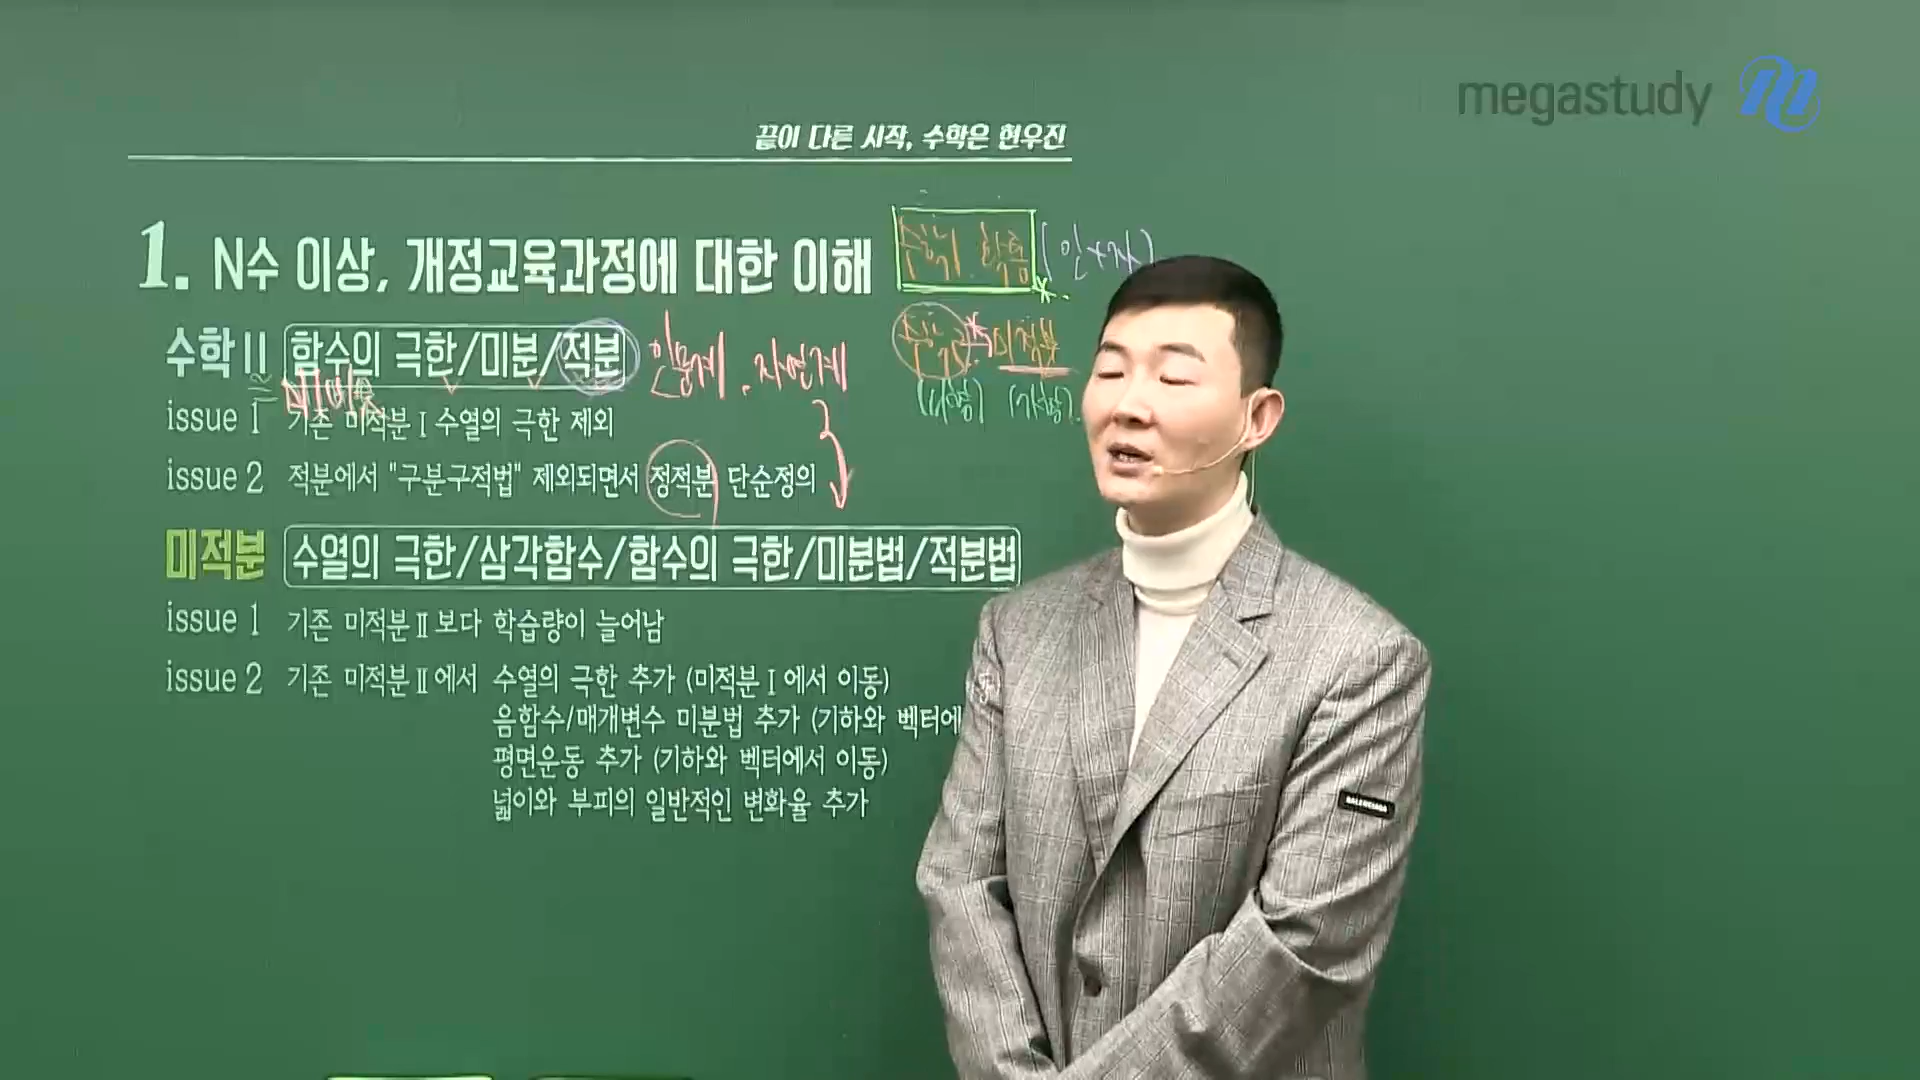 megastudy
끝이 다른 시작, 수학은 현우진
1. N수 이상, 개정교육과정에 대한 이해
수학 학습 (인+자)
수학 II 함수의 극한/미분/적분
인문계. 자연계
미적분
issue 1 기존 미적분 I 수열의 극한 제외
issue 2 적분에서 "구분구적법" 제외되면서 정적분 단순정의
미적분 수열의 극한/삼각함수/함수의 극한/미분법/적분법
issue 1 기존 미적분 II 보다 학습량이 늘어남
issue 2 기존 미적분 II 에서 수열의 극한 추가 (미적분 I 에서 이동)
음함수/매개변수 미분법 추가 (기하와 벡터에
평면운동 추가 (기하와 벡터에서 이동)
넓이와 부피의 일반적인 변화율 추가
BALENCIAGA